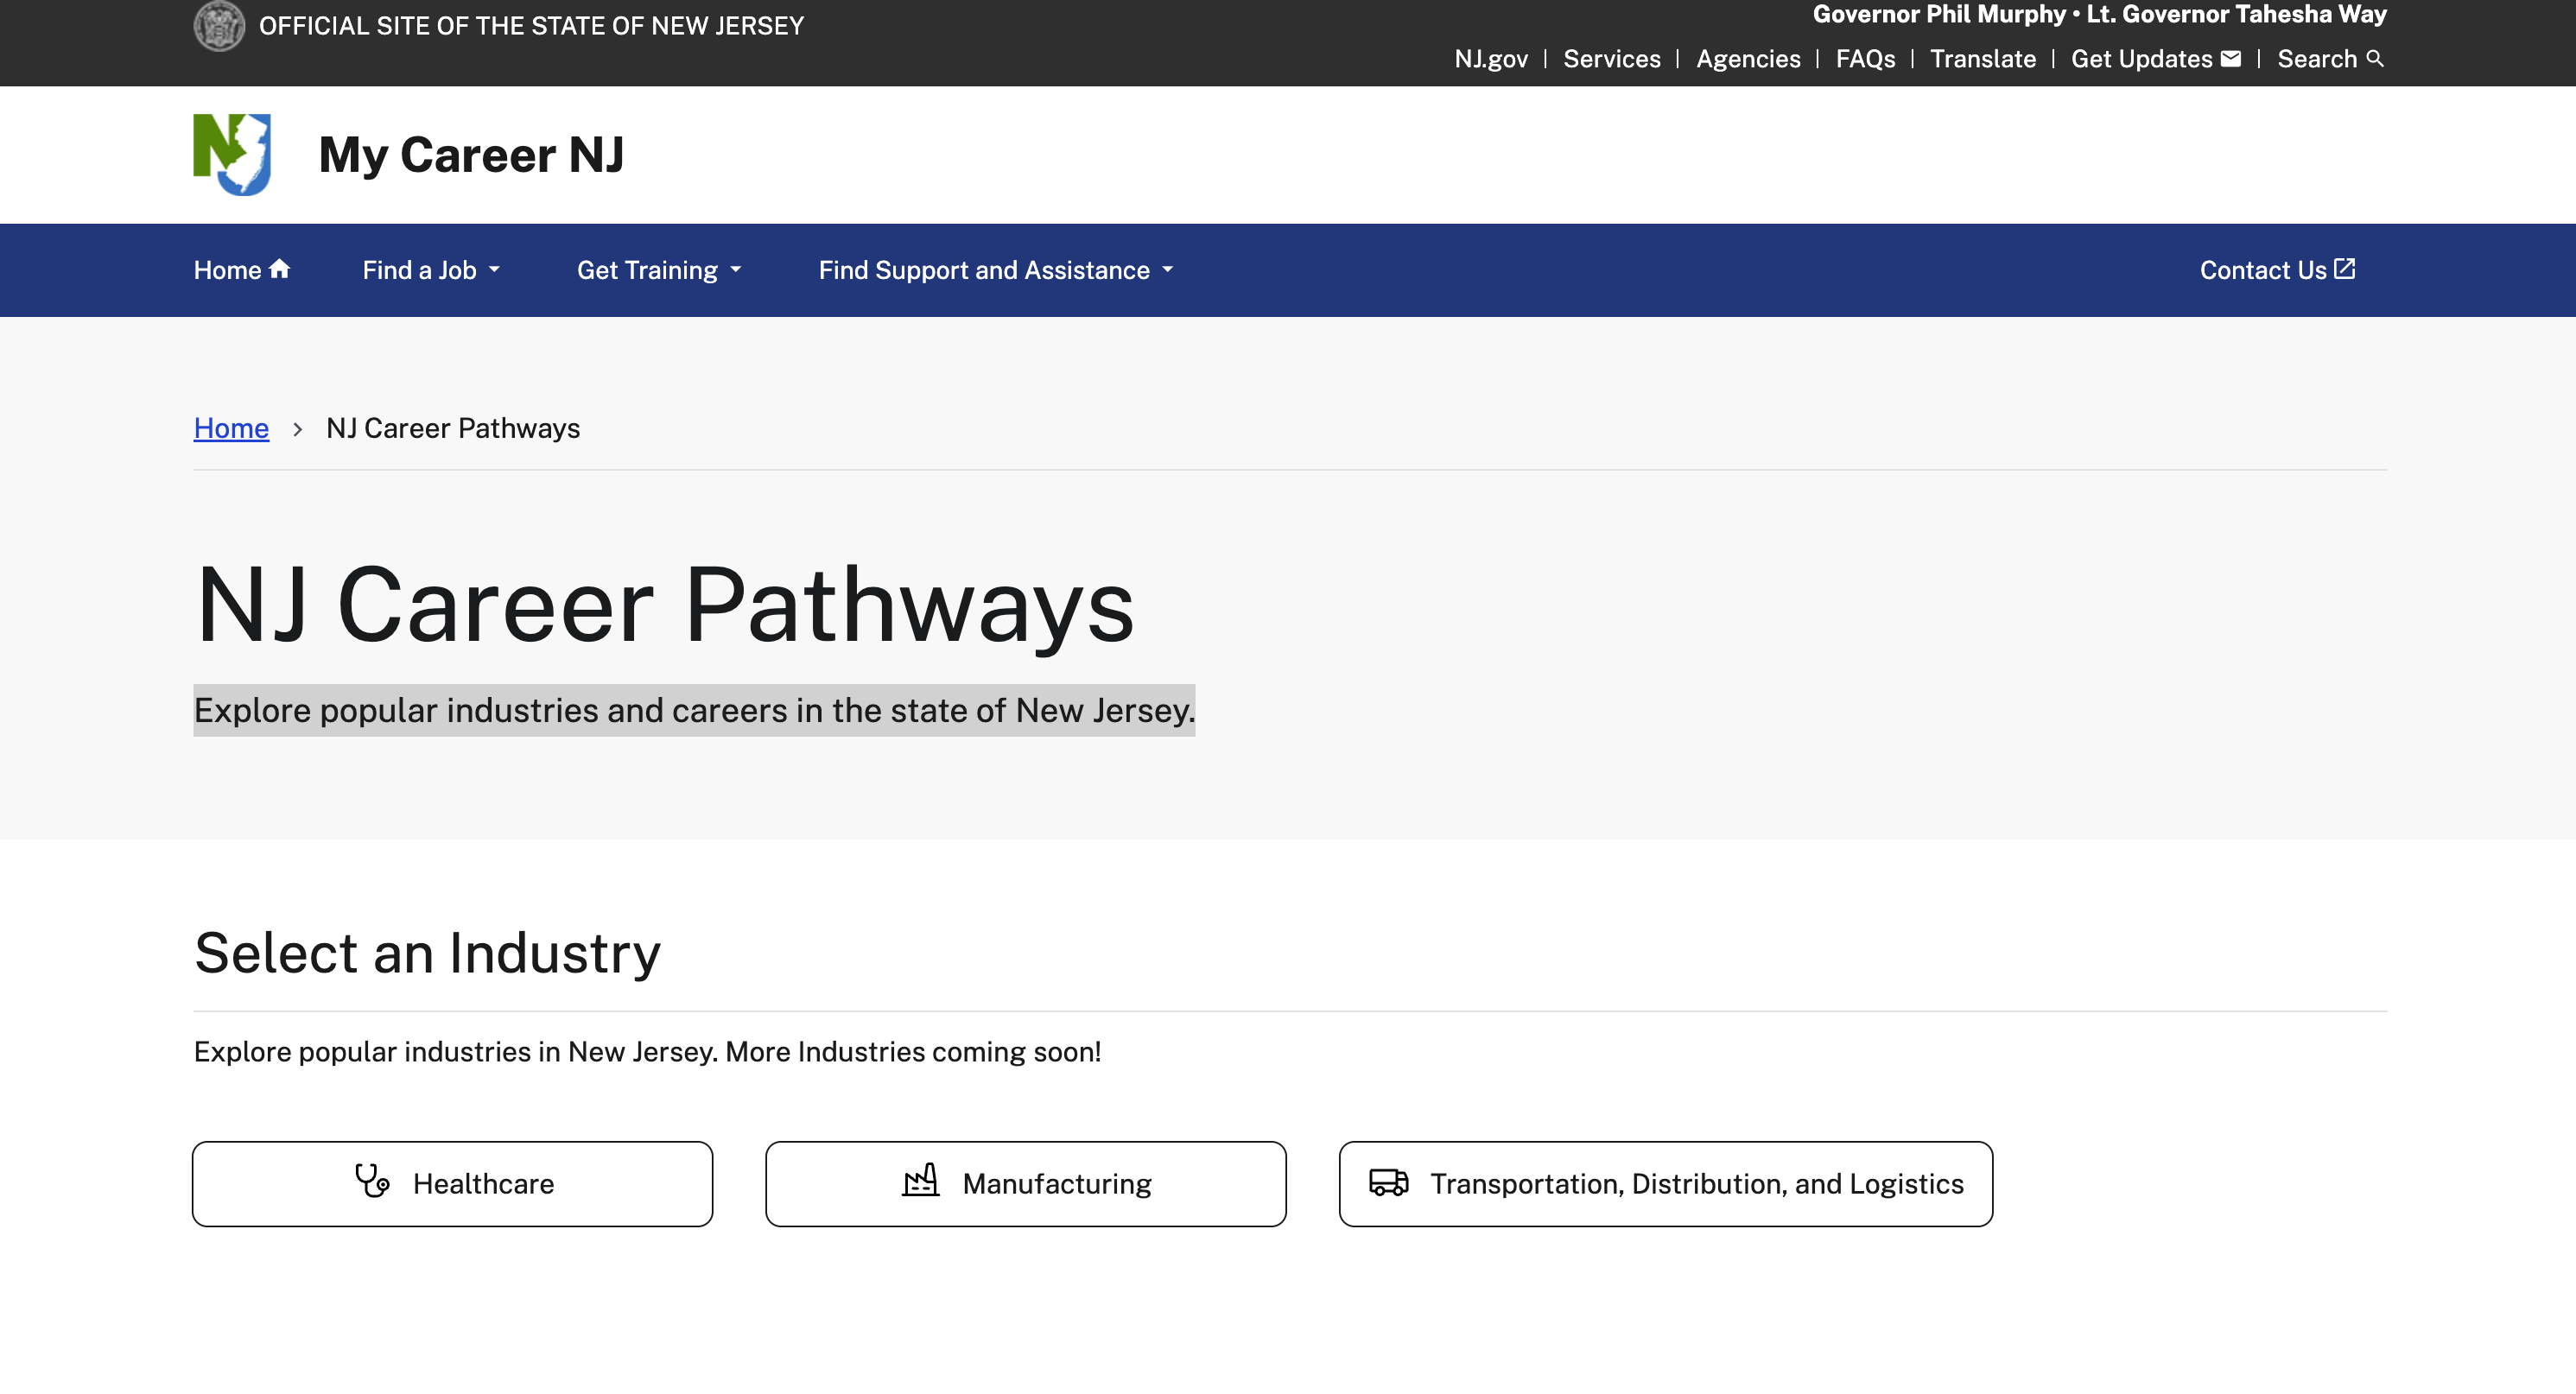 OFFICIAL SITE OF THE STATE OF NEW JERSEY
Governor Phil Murphy • Lt. Governor Tahesha Way
NJ.gov | Services | Agencies | FAQs | Translate | Get Updates | Search
My Career NJ
Home Find a Job Get Training Find Support and Assistance Contact Us
Home > NJ Career Pathways
NJ Career Pathways
Explore popular industries and careers in the state of New Jersey.
Select an Industry
Explore popular industries in New Jersey. More Industries coming soon!
Healthcare Manufacturing Transportation, Distribution, and Logistics